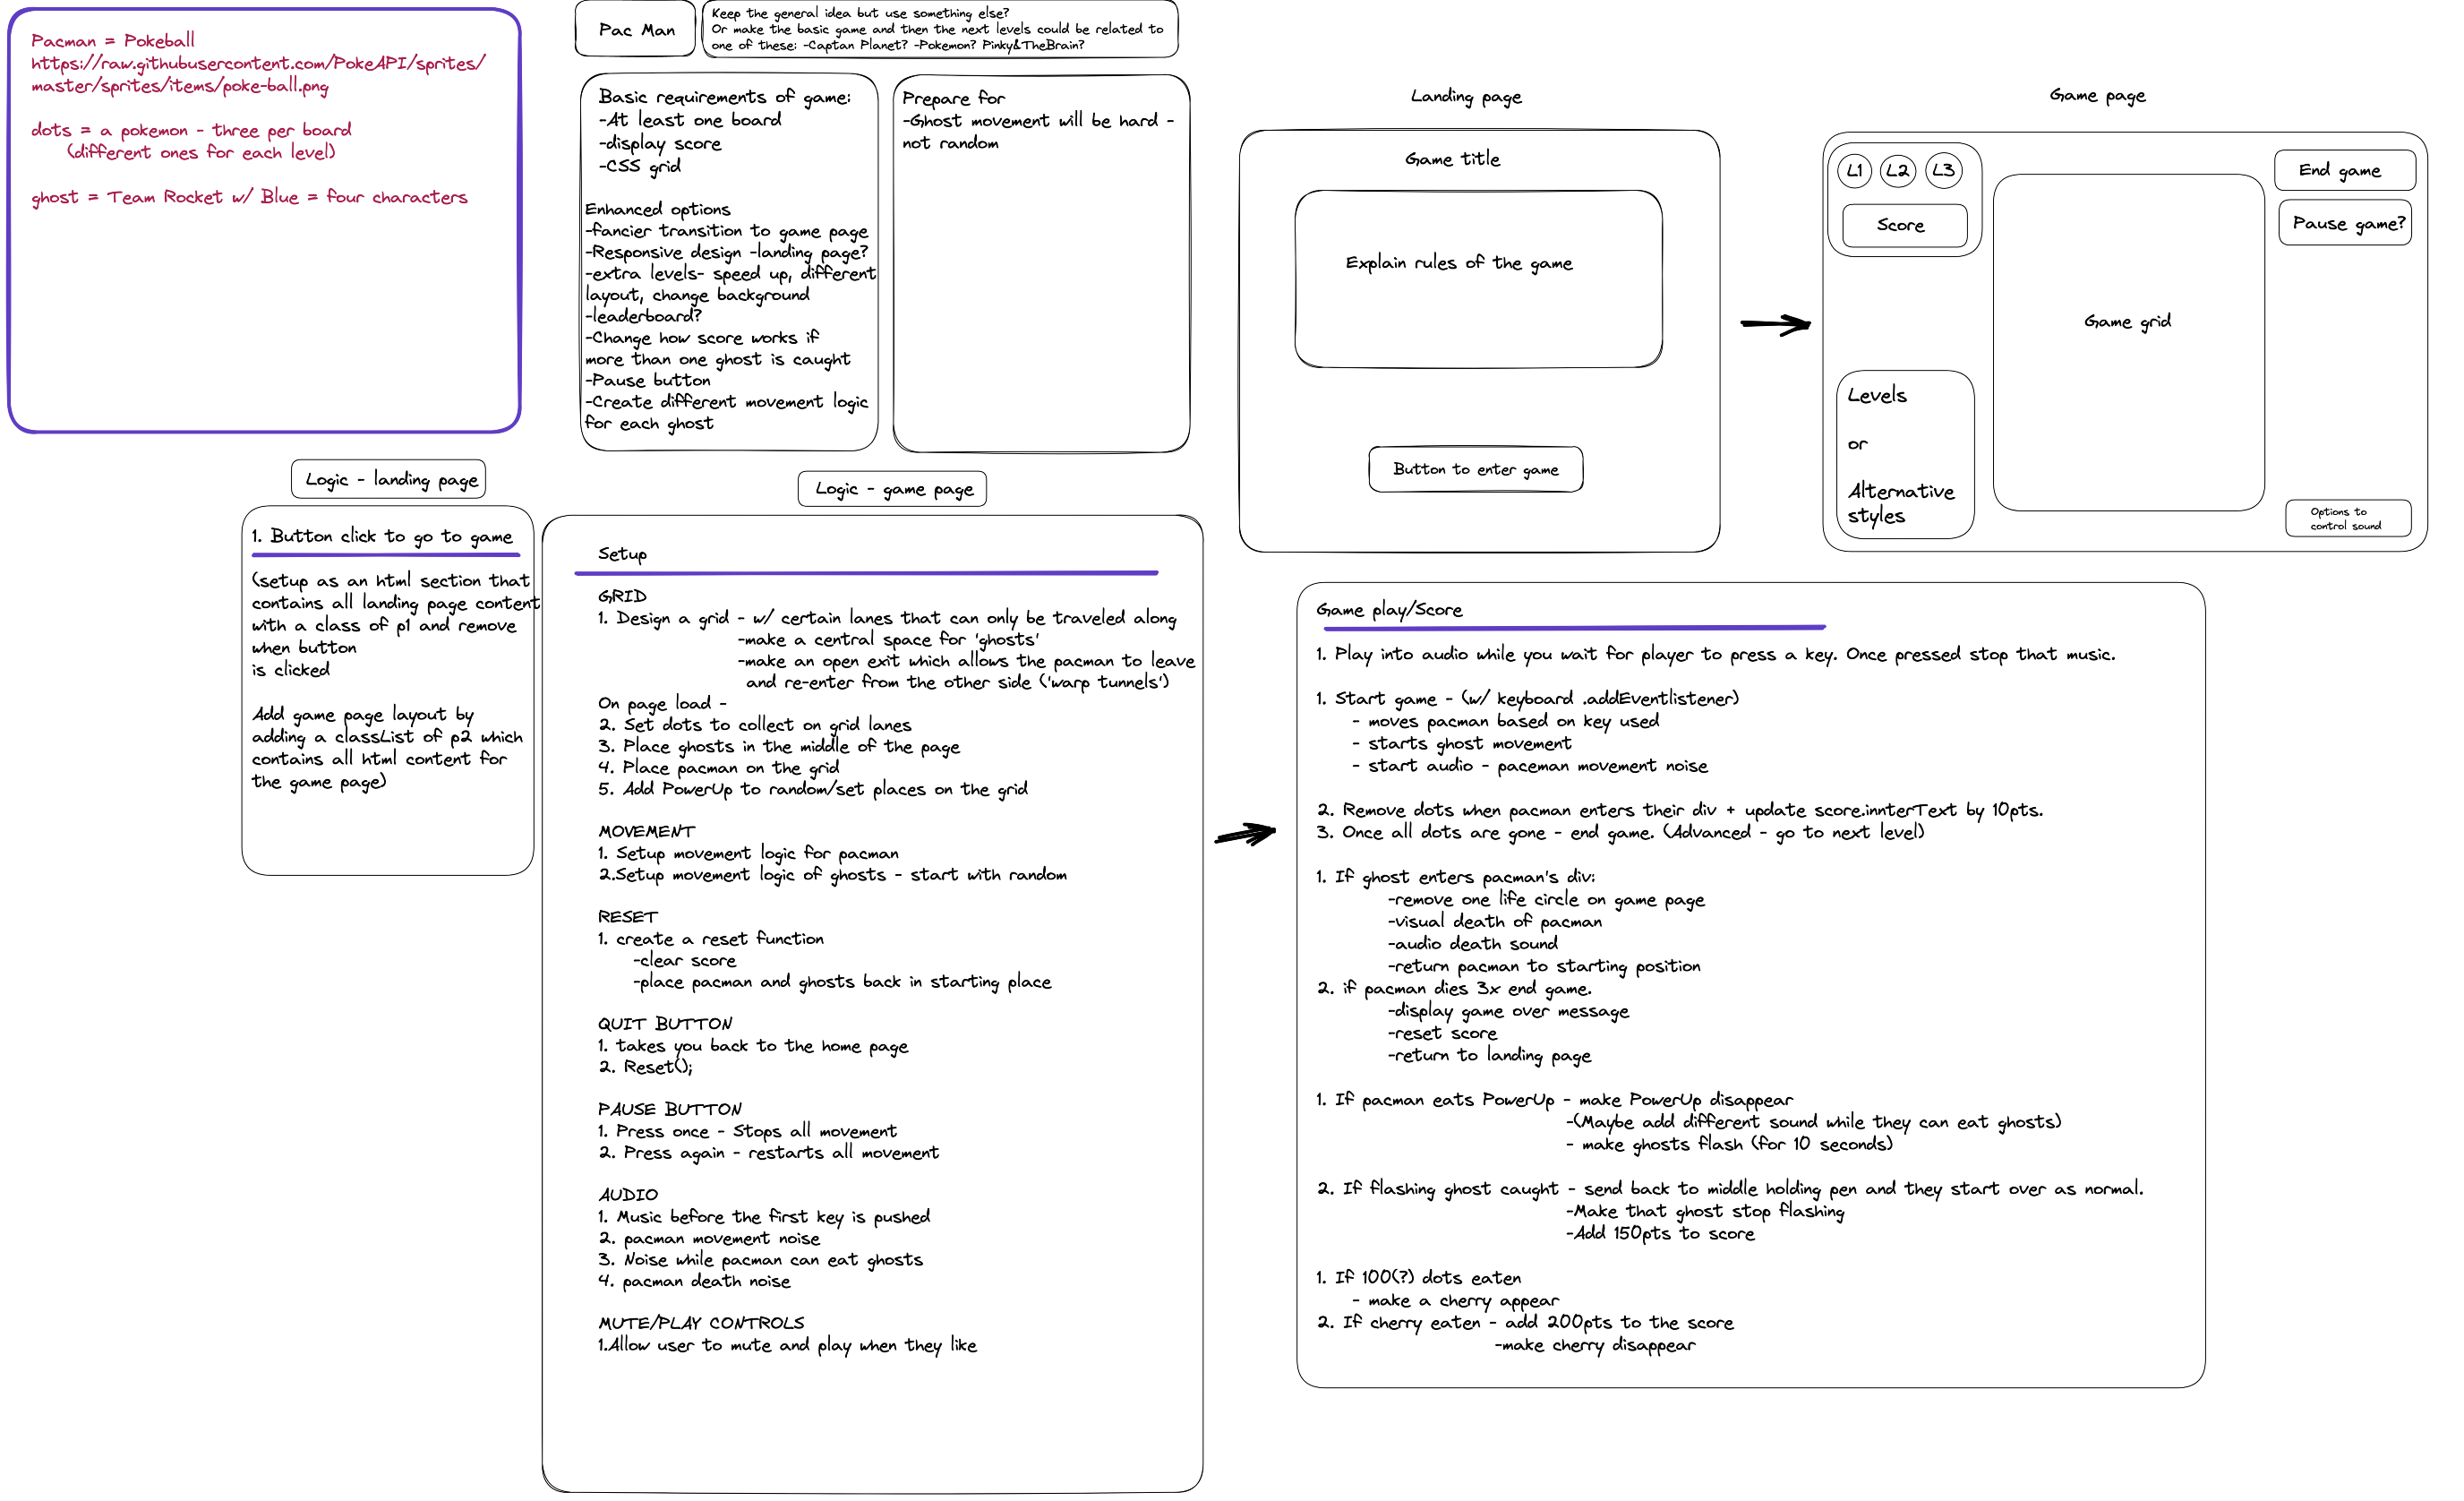 Pacman = Pokeball
https://raw.githubusercontent.com/PokeAPI/sprites/
master/sprites/items/poke-ball.png
dots = a pokemon - three per board
(different ones for each level)
ghost = Team Rocket w/ Blue = four characters
Pac Man
Keep the general idea but use something else?
Or make the basic game and then the next levels could be related to
one of these: -Captan Planet? -Pokemon? Pinky&TheBrain?
Basic requirements of game:
-At least one board
-display score
-CSS grid
Enhanced options
-fancier transition to game page
-Responsive design -landing page?
-extra levels- speed up, different
layout, change background
-leaderboard?
-Change how score works if
more than one ghost is caught
-Pause button
-Create different movement logic
for each ghost
Prepare for
-Ghost movement will be hard -
not random
Landing page
Game title
Explain rules of the game
Button to enter game
Game page
L1 L2 L3
Score
Levels
or
Alternative
styles
Game grid
End game
Pause game?
Options to
control sound
Logic - landing page
1. Button click to go to game
(setup as an html section that
contains all landing page content
with a class of p1 and remove
when button
is clicked
Add game page layout by
adding a classList of p2 which
contains all html content for
the game page)
Logic - game page
Setup
GRID
1. Design a grid - w/ certain lanes that can only be traveled along
-make a central space for 'ghosts'
-make an open exit which allows the pacman to leave
and re-enter from the other side ('warp tunnels')
On page load -
2. Set dots to collect on grid lanes
3. Place ghosts in the middle of the page
4. Place pacman on the grid
5. Add PowerUp to random/set places on the grid
MOVEMENT
1. Setup movement logic for pacman
2.Setup movement logic of ghosts - start with random
RESET
1. create a reset function
-clear score
-place pacman and ghosts back in starting place
QUIT BUTTON
1. takes you back to the home page
2. Reset();
PAUSE BUTTON
1. Press once - Stops all movement
2. Press again - restarts all movement
AUDIO
1. Music before the first key is pushed
2. pacman movement noise
3. Noise while pacman can eat ghosts
4. pacman death noise
MUTE/PLAY CONTROLS
1.Allow user to mute and play when they like
Game play/Score
1. Play into audio while you wait for player to press a key. Once pressed stop that music.
1. Start game - (w/ keyboard .addEventlistener)
- moves pacman based on key used
- starts ghost movement
- start audio - paceman movement noise
2. Remove dots when pacman enters their div + update score.innterText by 10pts.
3. Once all dots are gone - end game. (Advanced - go to next level)
1. If ghost enters pacman's div:
-remove one life circle on game page
-visual death of pacman
-audio death sound
-return pacman to starting position
2. if pacman dies 3x end game.
-display game over message
-reset score
-return to landing page
1. If pacman eats PowerUp - make PowerUp disappear
-(Maybe add different sound while they can eat ghosts)
- make ghosts flash (for 10 seconds)
2. If flashing ghost caught - send back to middle holding pen and they start over as normal.
-Make that ghost stop flashing
-Add 150pts to score
1. If 100(?) dots eaten
- make a cherry appear
2. If cherry eaten - add 200pts to the score
-make cherry disappear